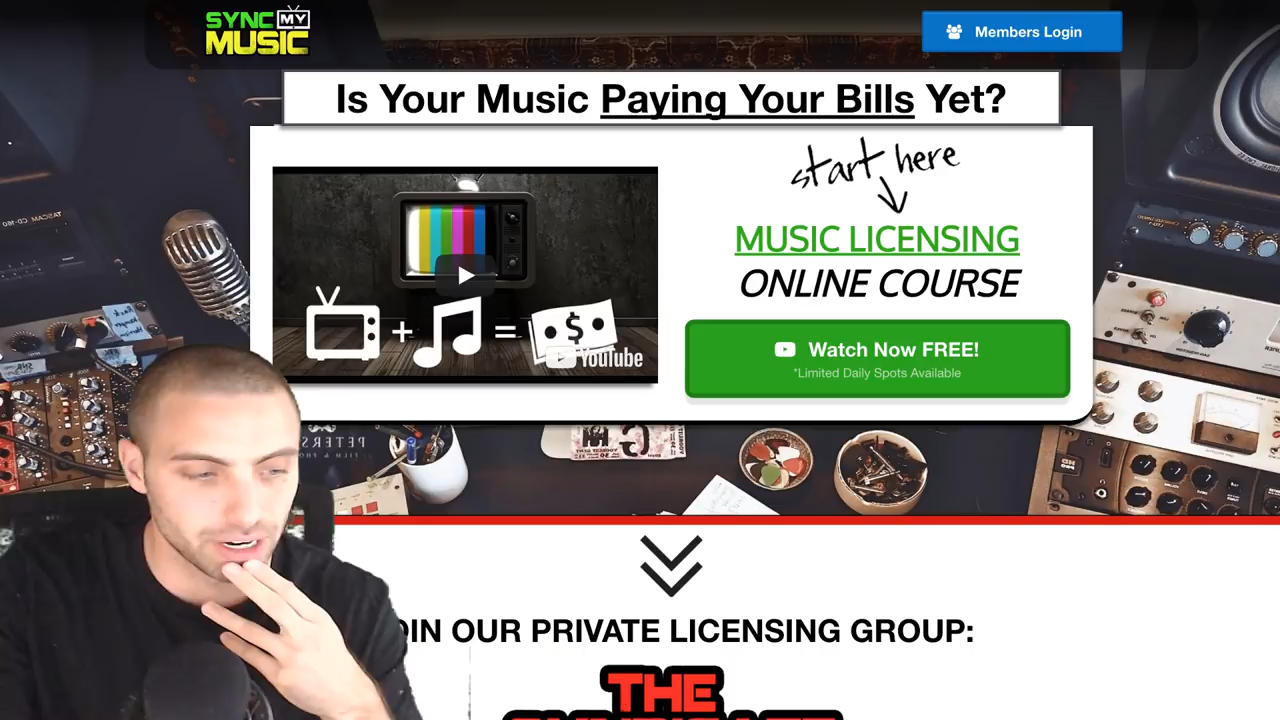 SYNC MY
MUSIC
Members Login
Is Your Music Paying Your Bills Yet?
start here
MUSIC LICENSING
ONLINE COURSE
+ = $
YouTube
Watch Now FREE!
*Limited Daily Spots Available
PETERS
OIN OUR PRIVATE LICENSING GROUP:
THE